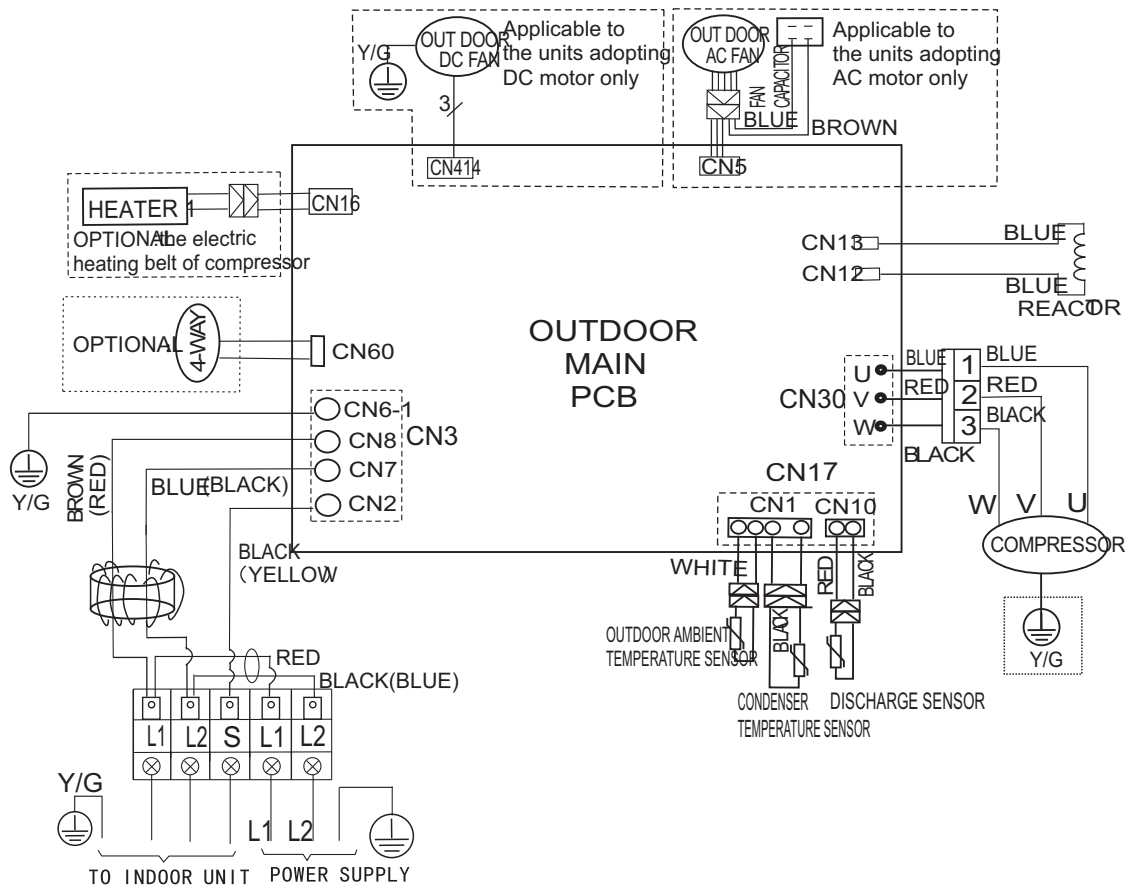 OUT DOOR
DC FAN
Applicable to
the units adopting
DC motor only
Y/G
3
CN414
OUT DOOR
AC FAN
FAN
CAPACITOR
Applicable to
the units adopting
AC motor only
BLUE
BROWN
CN5
HEATER 1
CN16
OPTIONAL the electric
heating belt of compressor
OPTIONAL
4-WAY
CN60
OUTDOOR
MAIN
PCB
CN13
BLUE
CN12
BLUE
REACTOR
CN30
U
V
W
BLUE
RED
BLACK
1
2
3
BLUE
RED
BLACK
W V U
COMPRESSOR
Y/G
CN6-1
CN8
CN3
CN7
CN2
Y/G
BROWN
(RED)
BLUE(BLACK)
BLACK
(YELLOW
CN17
CN1
CN10
WHITE
BLACK
RED
BLACK
OUTDOOR AMBIENT
TEMPERATURE SENSOR
CONDENSER
TEMPERATURE SENSOR
DISCHARGE SENSOR
RED
BLACK(BLUE)
L1 L2 S L1 L2
Y/G
L1 L2
TO INDOOR UNIT
POWER SUPPLY